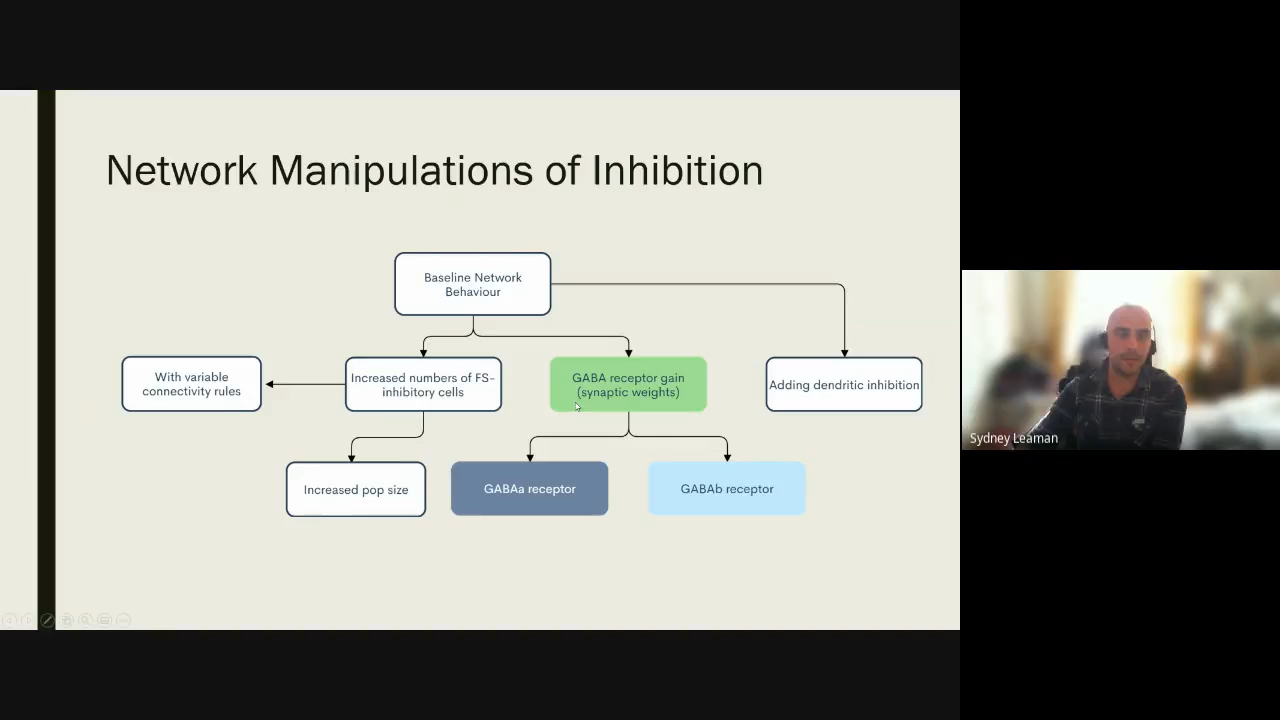 Network Manipulations of Inhibition
Baseline Network
Behaviour
With variable
connectivity rules
Increased numbers of FS-
inhibitory cells
GABA receptor gain
(synaptic weights)
Adding dendritic inhibition
Increased pop size
GABAa receptor
GABAb receptor
Sydney Leaman